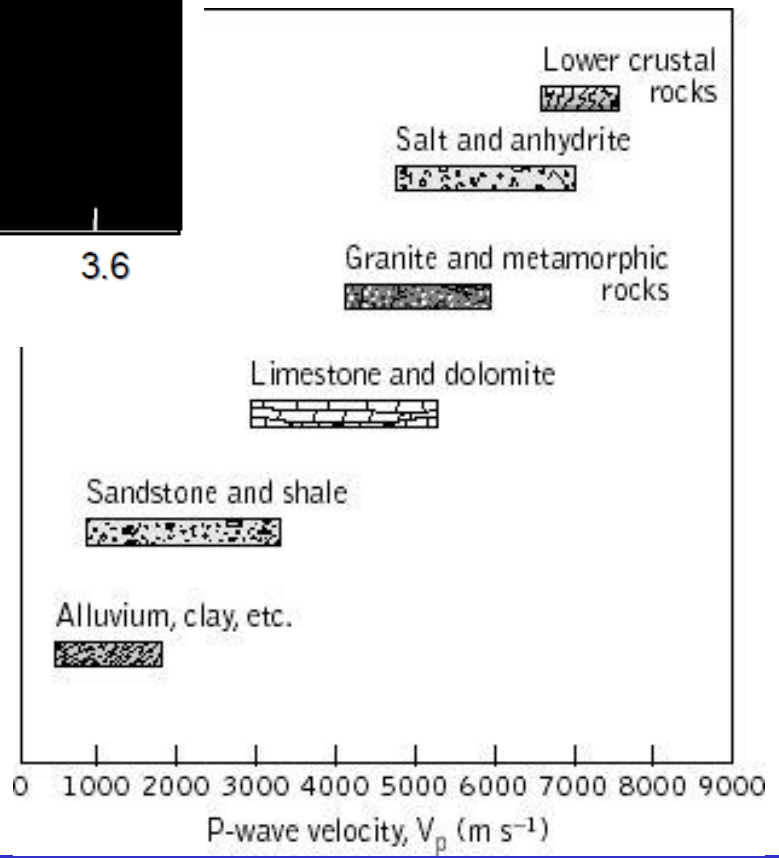 Lower crustal
rocks
Salt and anhydrite
3.6
Granite and metamorphic
rocks
Limestone and dolomite
Sandstone and shale
Alluvium, clay, etc.
0 1000 2000 3000 4000 5000 6000 7000 8000 9000
P-wave velocity, Vₚ (m s⁻¹)